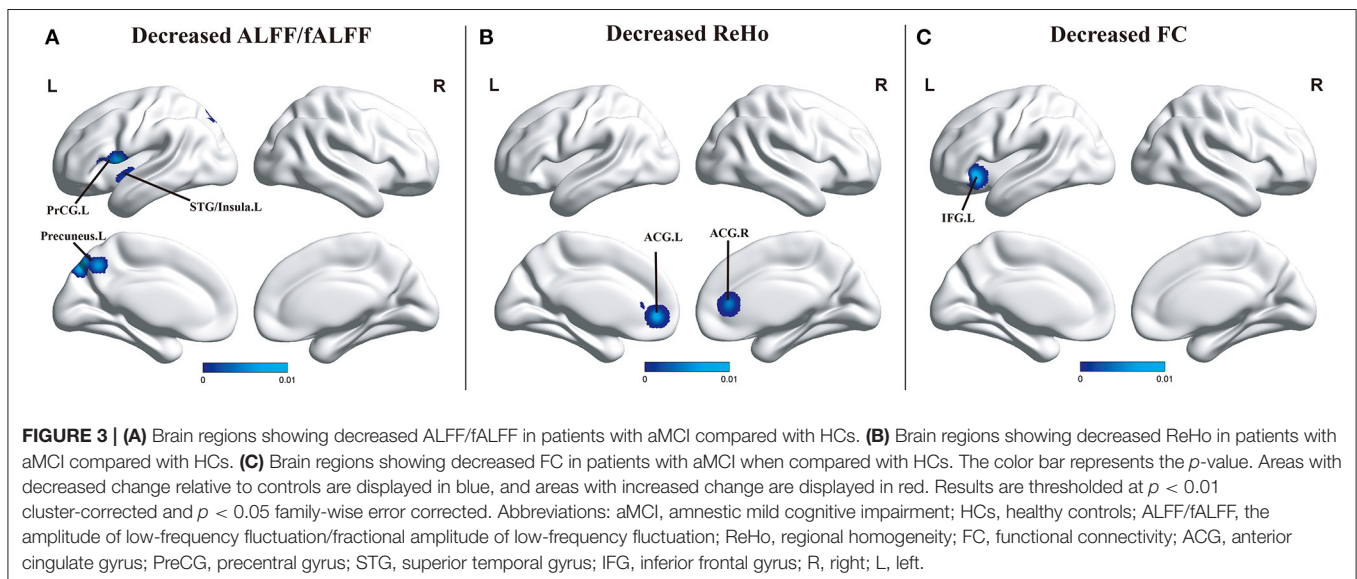 A
Decreased ALFF/fALFF
L
R
PrCG.L
STG/Insula.L
Precuneus.L
0
0.01
B
Decreased ReHo
L
R
ACG.L
ACG.R
0
0.01
C
Decreased FC
L
R
IFG.L
0
0.01
FIGURE 3 | (A) Brain regions showing decreased ALFF/fALFF in patients with aMCI compared with HCs. (B) Brain regions showing decreased ReHo in patients with
aMCI compared with HCs. (C) Brain regions showing decreased FC in patients with aMCI when compared with HCs. The color bar represents the p-value. Areas with
decreased change relative to controls are displayed in blue, and areas with increased change are displayed in red. Results are thresholded at p < 0.01
cluster-corrected and p < 0.05 family-wise error corrected. Abbreviations: aMCI, amnestic mild cognitive impairment; HCs, healthy controls; ALFF/fALFF, the
amplitude of low-frequency fluctuation/fractional amplitude of low-frequency fluctuation; ReHo, regional homogeneity; FC, functional connectivity; ACG, anterior
cingulate gyrus; PreCG, precentral gyrus; STG, superior temporal gyrus; IFG, inferior frontal gyrus; R, right; L, left.